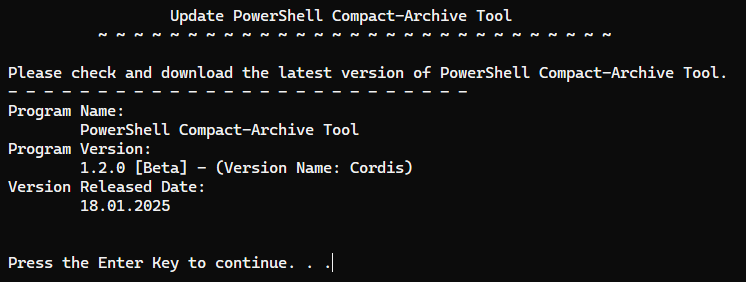 Update PowerShell Compact-Archive Tool
~ ~ ~ ~ ~ ~ ~ ~ ~ ~ ~ ~ ~ ~ ~ ~ ~ ~ ~ ~ ~ ~ ~ ~ ~ ~ ~ ~ ~
Please check and download the latest version of PowerShell Compact-Archive Tool.
- - - - - - - - - - - - - - - - - - - - - - - - - -
Program Name:
PowerShell Compact-Archive Tool
Program Version:
1.2.0 [Beta] - (Version Name: Cordis)
Version Released Date:
18.01.2025
Press the Enter Key to continue. . .